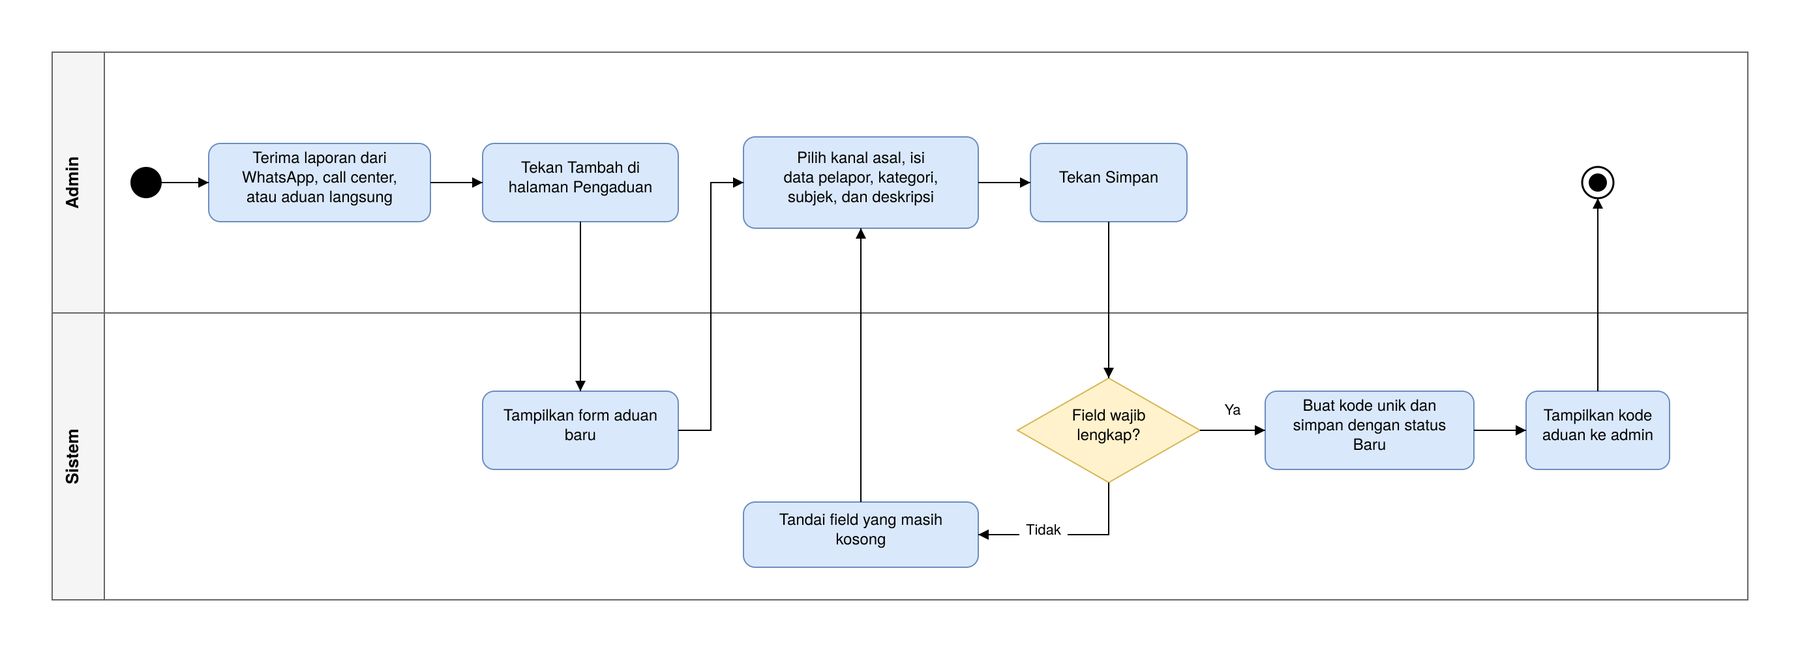 Admin
Terima laporan dari
WhatsApp, call center,
atau aduan langsung
Tekan Tambah di
halaman Pengaduan
Pilih kanal asal, isi
data pelapor, kategori,
subjek, dan deskripsi
Tekan Simpan
Sistem
Tampilkan form aduan
baru
Field wajib
lengkap?
Ya
Buat kode unik dan
simpan dengan status
Baru
Tampilkan kode
aduan ke admin
Tidak
Tandai field yang masih
kosong